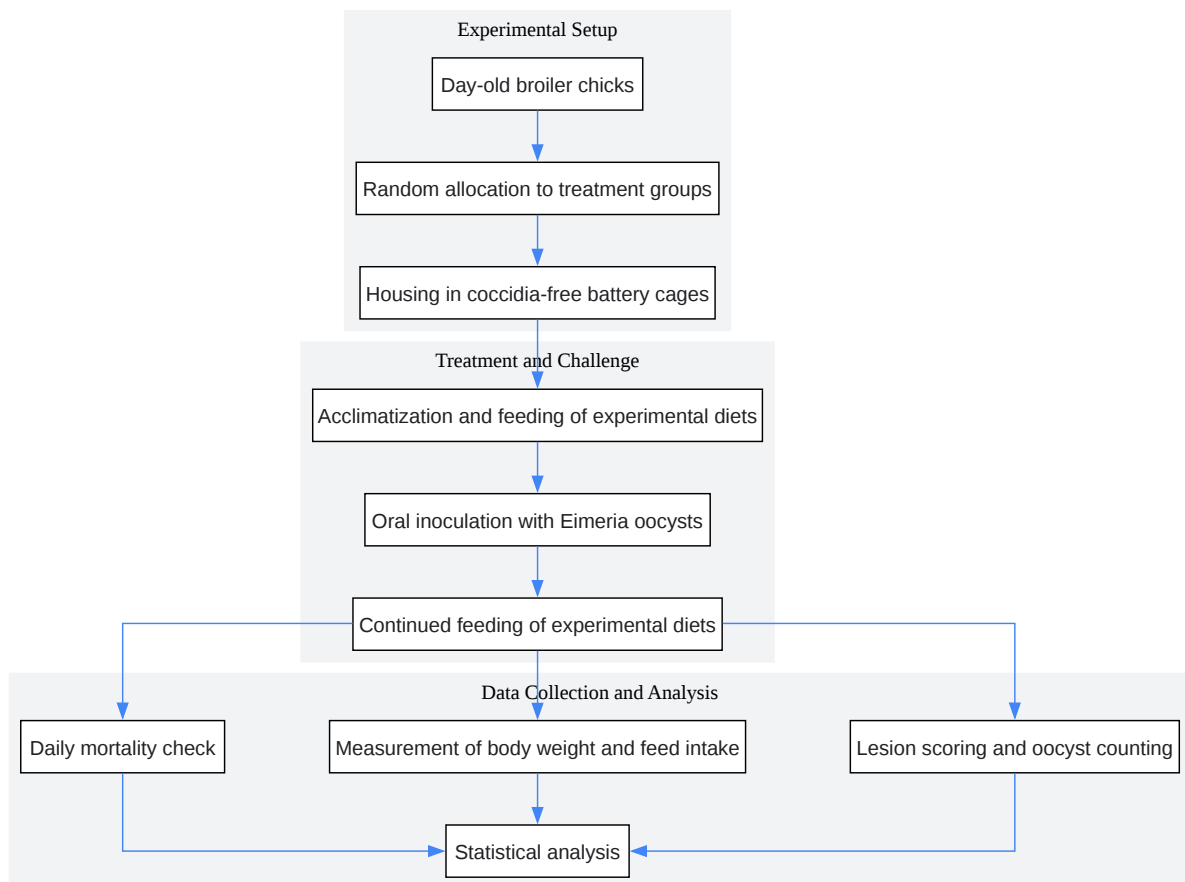 Experimental Setup
Day-old broiler chicks
Random allocation to treatment groups
Housing in coccidia-free battery cages
Treatment and Challenge
Acclimatization and feeding of experimental diets
Oral inoculation with Eimeria oocysts
Continued feeding of experimental diets
Data Collection and Analysis
Daily mortality check
Measurement of body weight and feed intake
Lesion scoring and oocyst counting
Statistical analysis